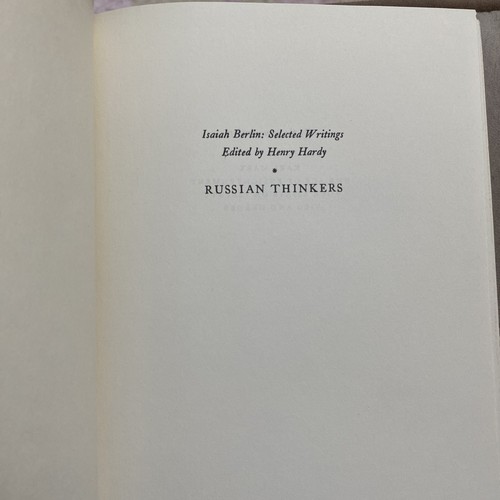 Isaiah Berlin: Selected Writings
Edited by Henry Hardy
•
RUSSIAN THINKERS